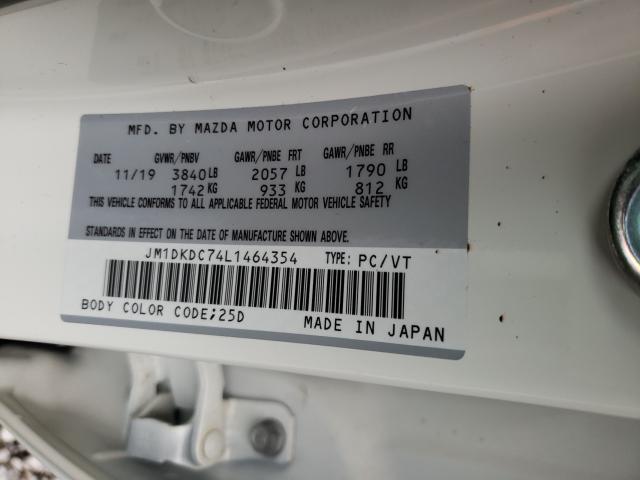 MFD. BY MAZDA MOTOR CORPORATION
DATE GVWR/PNBV GAWR/PNBE FRT GAWR/PNBE RR
11/19 3840 LB 2057 LB 1790 LB
1742 KG 933 KG 812 KG
THIS VEHICLE CONFORMS TO ALL APPLICABLE FEDERAL MOTOR VEHICLE SAFETY
STANDARDS IN EFFECT ON THE DATE OF MANUFACTURE SHOWN ABOVE.
JM1DKDC74L1464354 TYPE: PC/VT
BODY COLOR CODE;25D MADE IN JAPAN